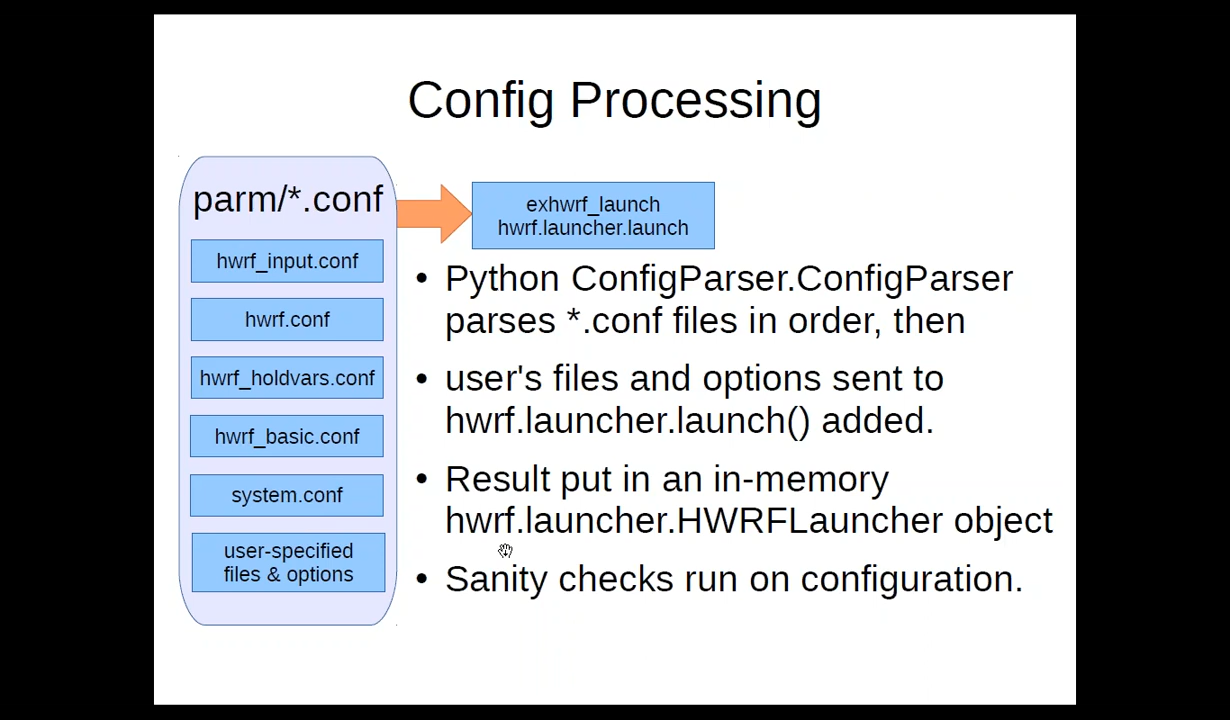 Config Processing
parm/*.conf
hwrf_input.conf
hwrf.conf
hwrf_holdvars.conf
hwrf_basic.conf
system.conf
user-specified
files & options
exhwrf_launch
hwrf.launcher.launch
• Python ConfigParser.ConfigParser
parses *.conf files in order, then
• user's files and options sent to
hwrf.launcher.launch() added.
• Result put in an in-memory
hwrf.launcher.HWRFLauncher object
• Sanity checks run on configuration.